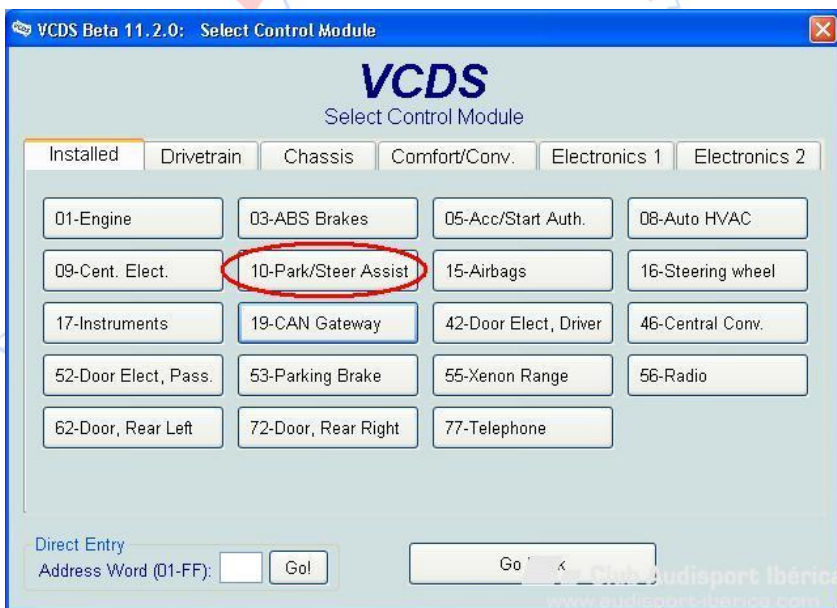 VCDS Beta 11.2.0: Select Control Module
VCDS
Select Control Module
Installed Drivetrain Chassis Comfort/Conv. Electronics 1 Electronics 2
01-Engine 03-ABS Brakes 05-Acc/Start Auth. 08-Auto HVAC
09-Cent. Elect. 10-Park/Steer Assist 15-Airbags 16-Steering wheel
17-Instruments 19-CAN Gateway 42-Door Elect, Driver 46-Central Conv.
52-Door Elect, Pass. 53-Parking Brake 55-Xenon Range 56-Radio
62-Door, Rear Left 72-Door, Rear Right 77-Telephone
Direct Entry
Address Word (01-FF): Go! Go
Club Audisport Ibérica
www.audisport-iberica.com